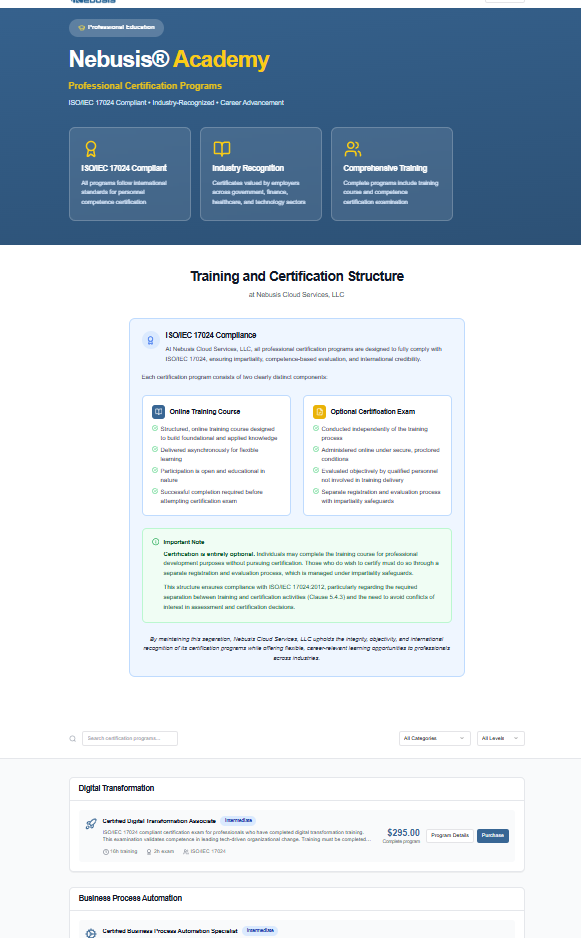 Professional Education
Nebusis® Academy
Professional Certification Programs
ISO/IEC 17024 Compliant • Industry-Recognized • Career Advancement
ISO/IEC 17024 Compliant
All programs follow international
standards for personnel
competence certification
Industry Recognition
Certificates valued by employers
across government, finance,
healthcare, and technology sectors
Comprehensive Training
Complete programs include training
course and competence
certification examination
Training and Certification Structure
at Nebusis Cloud Services, LLC
ISO/IEC 17024 Compliance
At Nebusis Cloud Services, LLC, all professional certification programs are designed to fully comply with
ISO/IEC 17024, ensuring impartiality, competence-based evaluation, and international credibility.
Each certification program consists of two clearly distinct components:
Online Training Course
Structured, online training course designed
to build foundational and applied knowledge
Delivered asynchronously for flexible
learning
Participation is open and educational in
nature
Successful completion required before
attempting certification exam
Optional Certification Exam
Conducted independently of the training
process
Administered online under secure, proctored
conditions
Evaluated objectively by qualified personnel
not involved in training delivery
Separate registration and evaluation process
with impartiality safeguards
Important Note
Certification is entirely optional. Individuals may complete the training course for professional
development purposes without pursuing certification. Those who do wish to certify must do so through a
separate registration and evaluation process, which is managed under impartiality safeguards.
This structure ensures compliance with ISO/IEC 17024:2012, particularly regarding the required
separation between training and certification activities (Clause 5.4.3) and the need to avoid conflicts of
interest in assessment and certification decisions.
By maintaining this separation, Nebusis Cloud Services, LLC upholds the integrity, objectivity, and international
recognition of its certification programs while offering flexible, career-relevant learning opportunities to professionals
across industries.
Search certification programs...
All Categories
All Levels
Digital Transformation
Certified Digital Transformation Associate Intermediate
ISO/IEC 17024 compliant certification exam for professionals who have completed digital transformation training.
This examination validates competence in leading tech-driven organizational change. Training must be completed...
16h training 2h exam ISO/IEC 17024
$295.00
Complete program
Program Details
Purchase
Business Process Automation
Certified Business Process Automation Specialist Intermediate